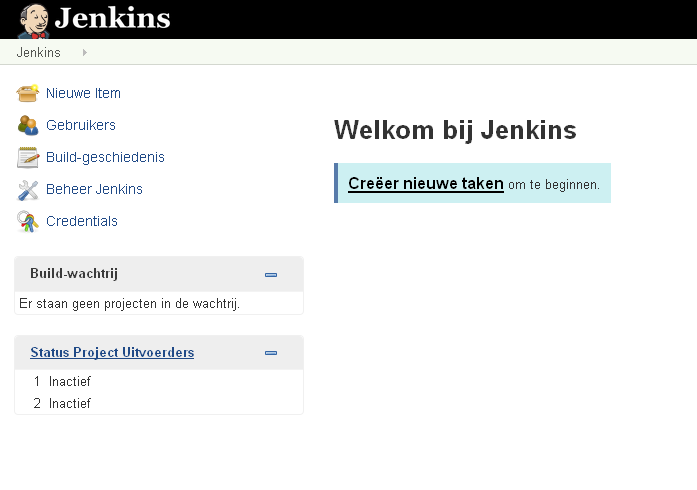 Jenkins
Jenkins
Nieuwe Item
Gebruikers
Build-geschiedenis
Beheer Jenkins
Credentials
Build-wachtrij
Er staan geen projecten in de wachtrij.
Status Project Uitvoerders
1 Inactief
2 Inactief
Welkom bij Jenkins
Creëer nieuwe taken om te beginnen.